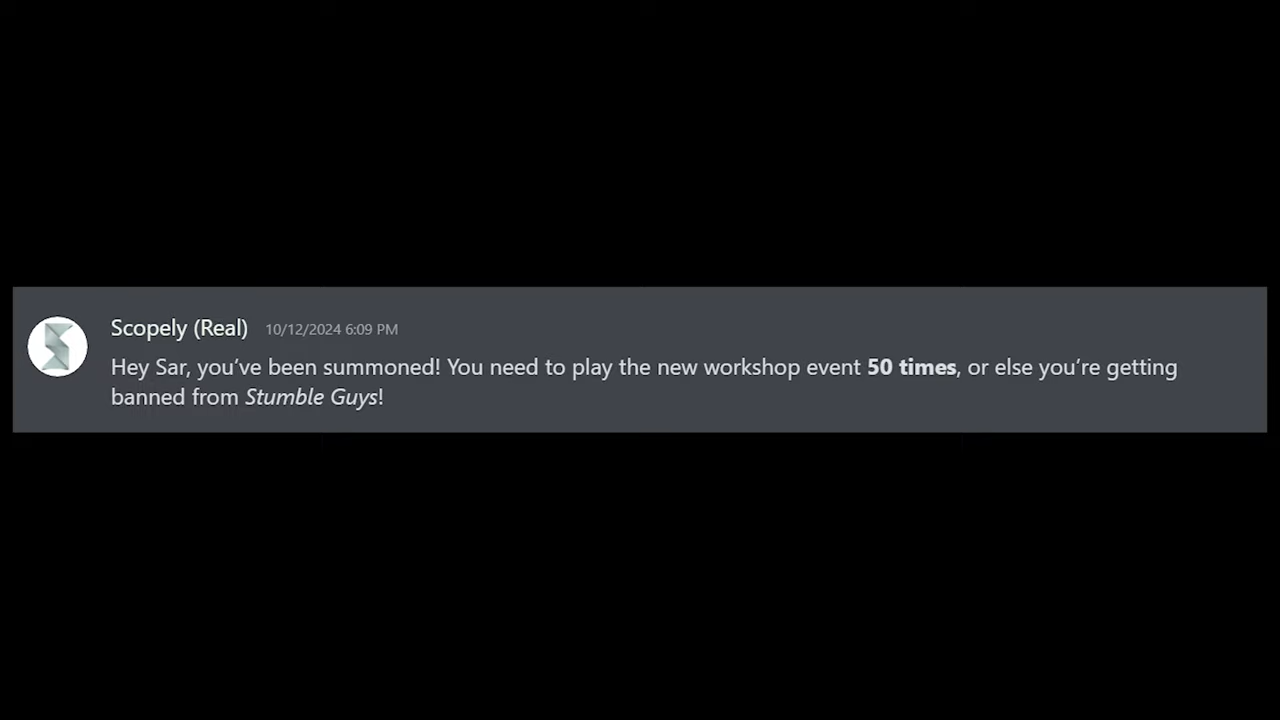 Scopely (Real) 10/12/2024 6:09 PM
Hey Sar, you’ve been summoned! You need to play the new workshop event 50 times, or else you’re getting
banned from Stumble Guys!